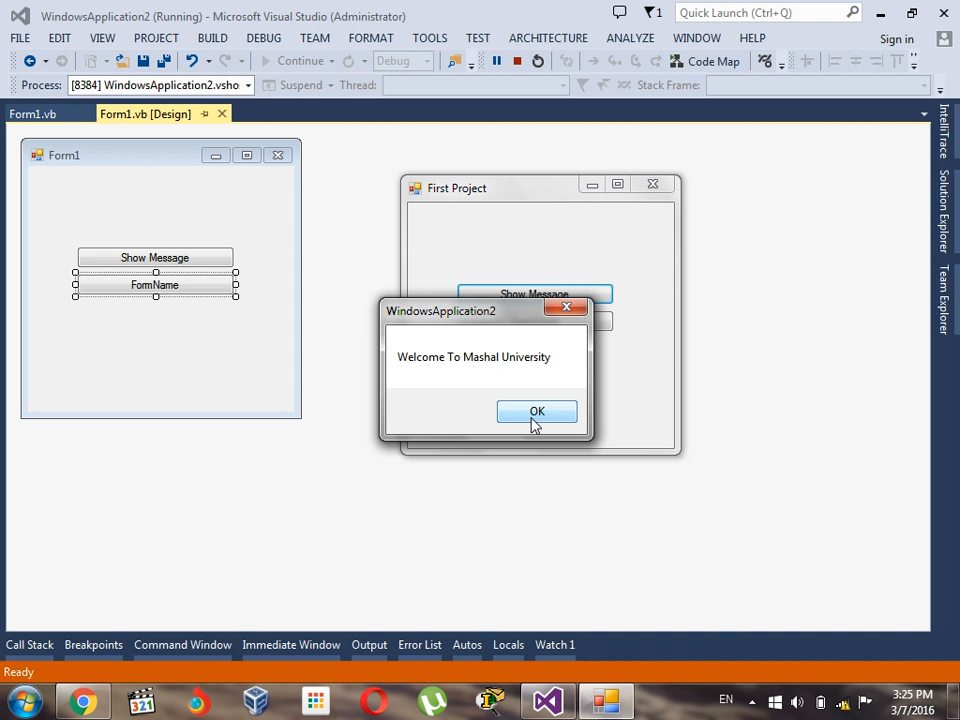 WindowsApplication2 (Running) - Microsoft Visual Studio (Administrator)
1
Quick Launch (Ctrl+Q)
FILE EDIT VIEW PROJECT BUILD DEBUG TEAM FORMAT TOOLS TEST ARCHITECTURE ANALYZE WINDOW HELP Sign in
Continue Debug Code Map
Process: [8384] WindowsApplication2.vsho Suspend Thread: Stack Frame:
Form1.vb Form1.vb [Design]
Form1
Show Message
FormName
First Project
Show Message
WindowsApplication2
Welcome To Mashal University
OK
IntelliTrace
Solution Explorer
Team Explorer
Call Stack Breakpoints Command Window Immediate Window Output Error List Autos Locals Watch 1
Ready
321
EN
3:25 PM
3/7/2016